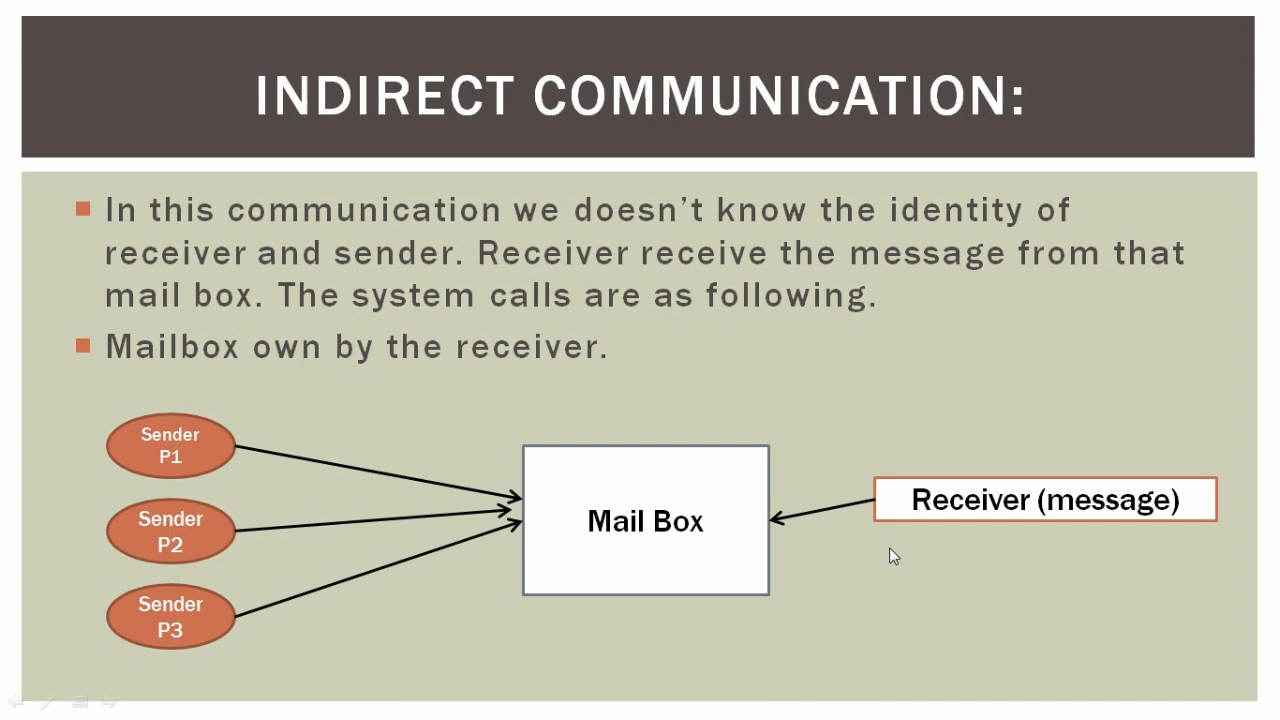 INDIRECT COMMUNICATION:
In this communication we doesn't know the identity of
receiver and sender. Receiver receive the message from that
mail box. The system calls are as following.
Mailbox own by the receiver.
Sender
P1
Sender
P2
Sender
P3
Mail Box
Receiver (message)